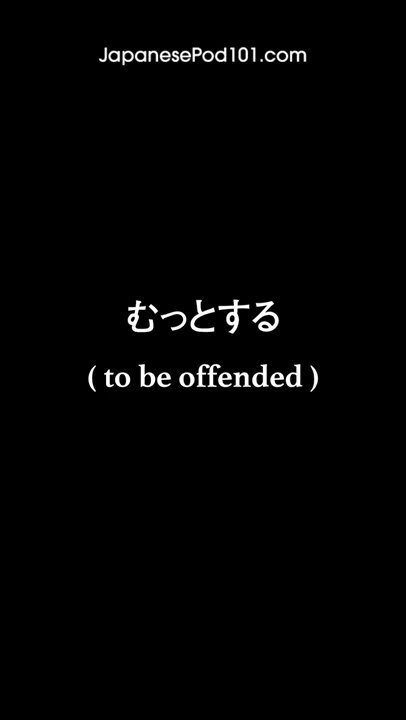 JapanesePod101.com
むっとする
( to be offended )